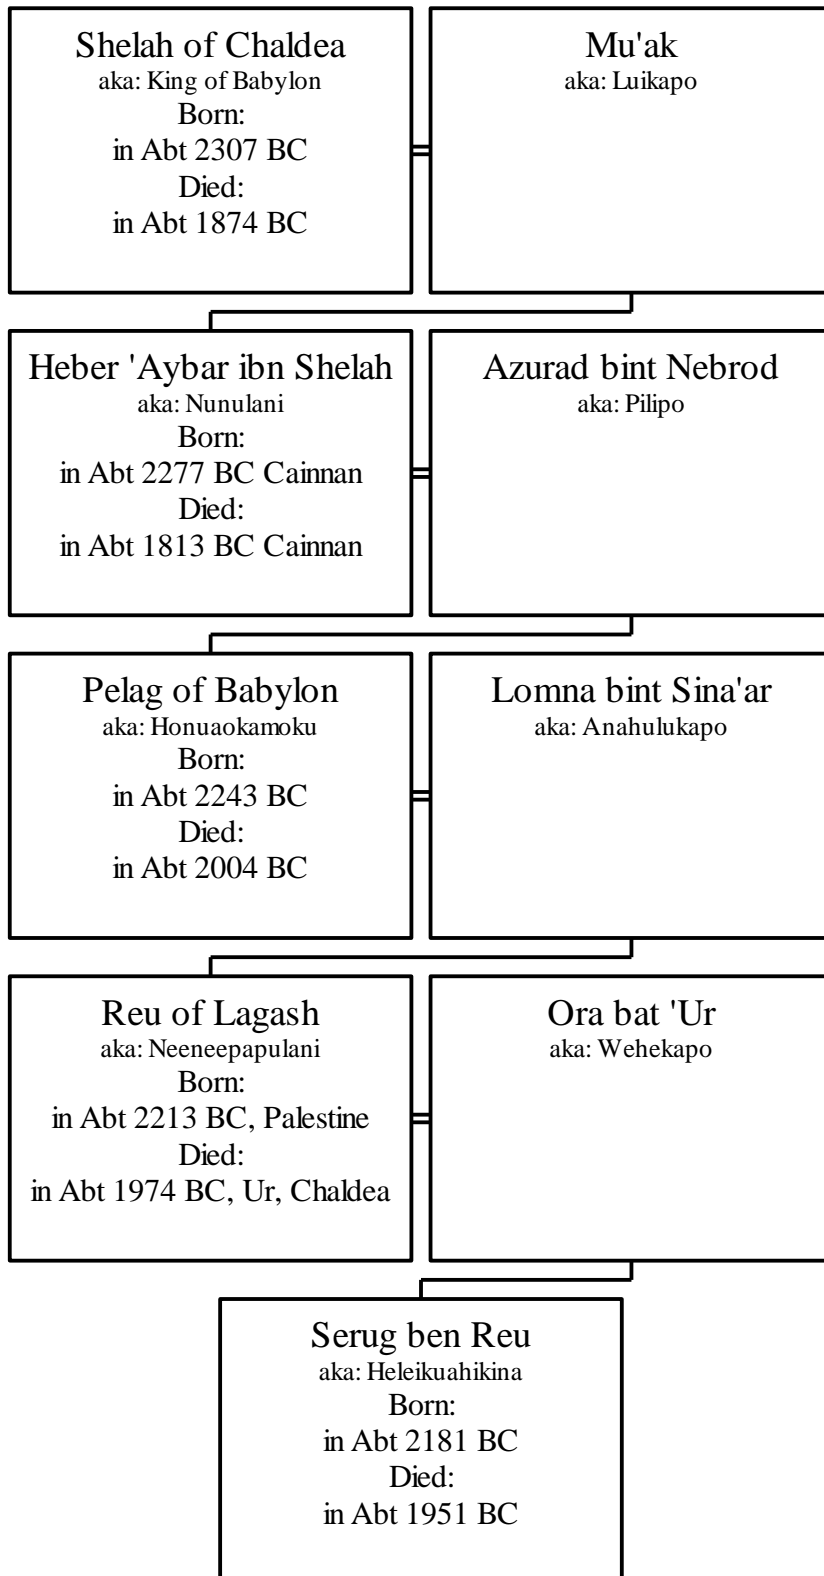 Shelah of Chaldea
aka: King of Babylon
Born:
in Abt 2307 BC
Died:
in Abt 1874 BC
Mu'ak
aka: Luikapo
Heber 'Aybar ibn Shelah
aka: Nunulani
Born:
in Abt 2277 BC Cainnan
Died:
in Abt 1813 BC Cainnan
Azurad bint Nebrod
aka: Pilipo
Pelag of Babylon
aka: Honuaokamoku
Born:
in Abt 2243 BC
Died:
in Abt 2004 BC
Lomna bint Sina'ar
aka: Anahulukapo
Reu of Lagash
aka: Neeneepapulani
Born:
in Abt 2213 BC, Palestine
Died:
in Abt 1974 BC, Ur, Chaldea
Ora bat 'Ur
aka: Wehekapo
Serug ben Reu
aka: Heleikuahikina
Born:
in Abt 2181 BC
Died:
in Abt 1951 BC